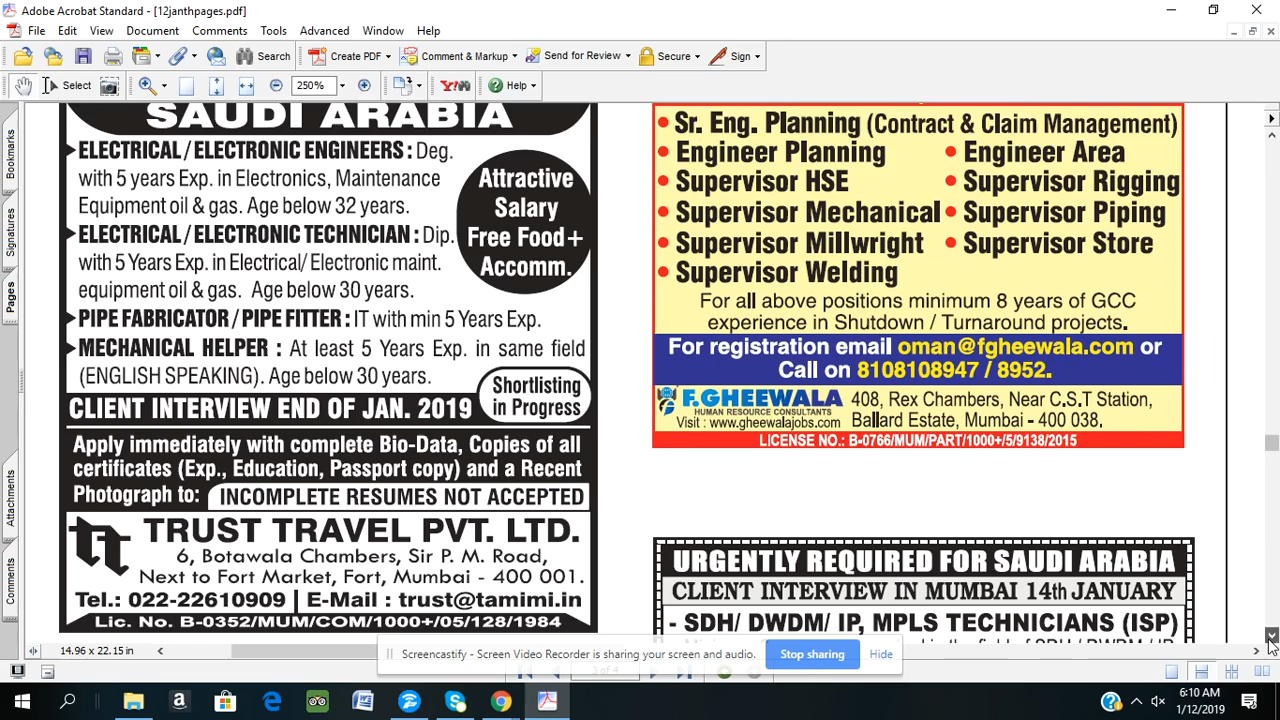 Adobe Acrobat Standard - [12janthpages.pdf]
File Edit View Document Comments Tools Advanced Window Help
Search Create PDF Comment & Markup Send for Review Secure Sign
Select 250% Y! Help
Bookmarks
Signatures
Pages
Attachments
Comments
SAUDI ARABIA
ELECTRICAL / ELECTRONIC ENGINEERS : Deg.
with 5 years Exp. in Electronics, Maintenance
Equipment oil & gas. Age below 32 years.
ELECTRICAL / ELECTRONIC TECHNICIAN : Dip.
with 5 Years Exp. in Electrical/ Electronic maint.
equipment oil & gas. Age below 30 years.
PIPE FABRICATOR / PIPE FITTER : IT with min 5 Years Exp.
MECHANICAL HELPER : At least 5 Years Exp. in same field
(ENGLISH SPEAKING). Age below 30 years.
Attractive
Salary
Free Food+
Accomm.
Shortlisting
in Progress
CLIENT INTERVIEW END OF JAN. 2019
Apply immediately with complete Bio-Data, Copies of all
certificates (Exp., Education, Passport copy) and a Recent
Photograph to: INCOMPLETE RESUMES NOT ACCEPTED
TRUST TRAVEL PVT. LTD.
6, Botawala Chambers, Sir P. M. Road,
Next to Fort Market, Fort, Mumbai - 400 001.
Tel.: 022-22610909 | E-Mail : trust@tamimi.in
Lic. No. B-0352/MUM/COM/1000+/05/128/1984
• Sr. Eng. Planning (Contract & Claim Management)
• Engineer Planning • Engineer Area
• Supervisor HSE • Supervisor Rigging
• Supervisor Mechanical • Supervisor Piping
• Supervisor Millwright • Supervisor Store
• Supervisor Welding
For all above positions minimum 8 years of GCC
experience in Shutdown / Turnaround projects.
For registration email oman@fgheewala.com or
Call on 8108108947 / 8952.
F.GHEEWALA
HUMAN RESOURCE CONSULTANTS
Visit : www.gheewalajobs.com
408, Rex Chambers, Near C.S.T Station,
Ballard Estate, Mumbai - 400 038.
LICENSE NO.: B-0766/MUM/PART/1000+/5/9138/2015
URGENTLY REQUIRED FOR SAUDI ARABIA
CLIENT INTERVIEW IN MUMBAI 14th JANUARY
- SDH/ DWDM/ IP, MPLS TECHNICIANS (ISP)
14.96 x 22.15 in
Screencastify - Screen Video Recorder is sharing your screen and audio. Stop sharing Hide
3 of 4
6:10 AM
1/12/2019